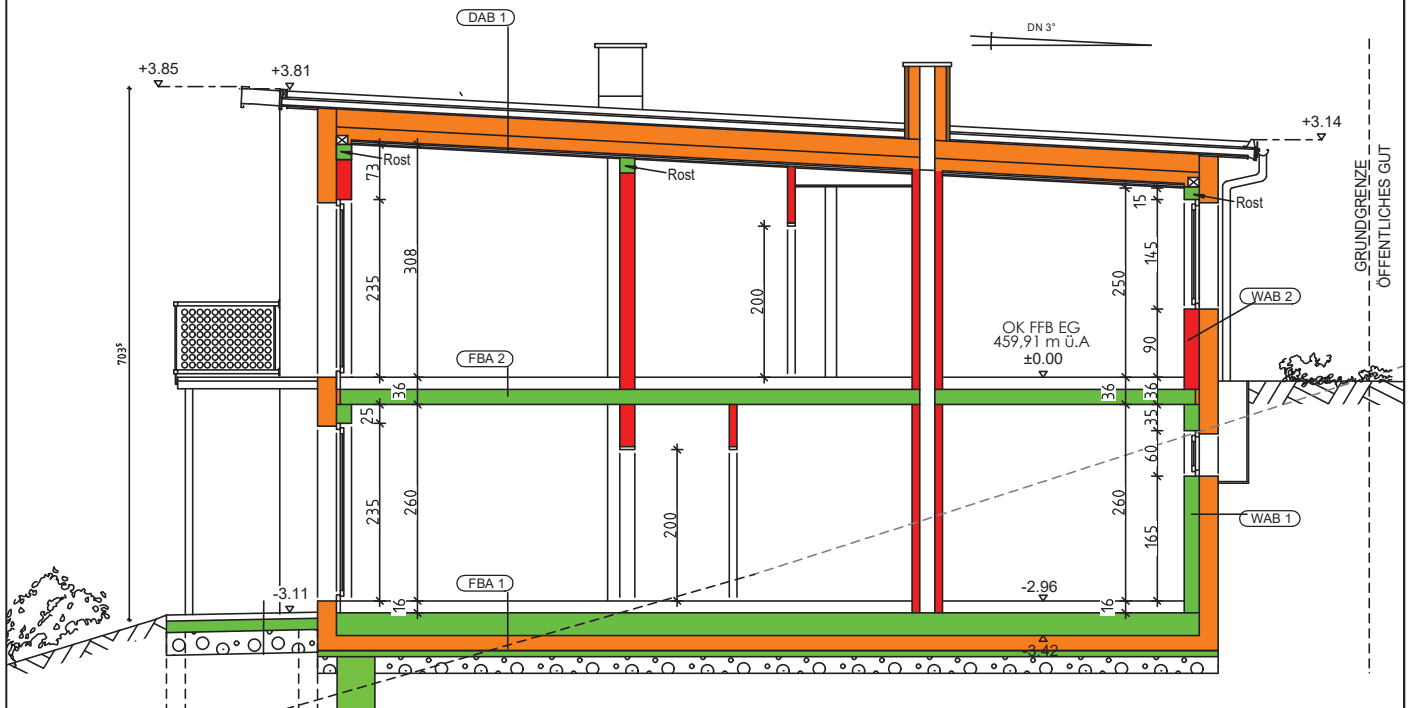 DAB 1
DN 3°
+3.85
+3.81
+3.14
Rost
Rost
Rost
73
15
145
GRUNDGRENZE
ÖFFENTLICHES GUT
235
308
200
250
WAB 2
OK FFB EG
459,91 m ü.A
±0.00
90
703⁵
FBA 2
36
36
36
25
35
60
235
260
200
260
165
WAB 1
FBA 1
-3.11
-2.96
16
16
-3.42